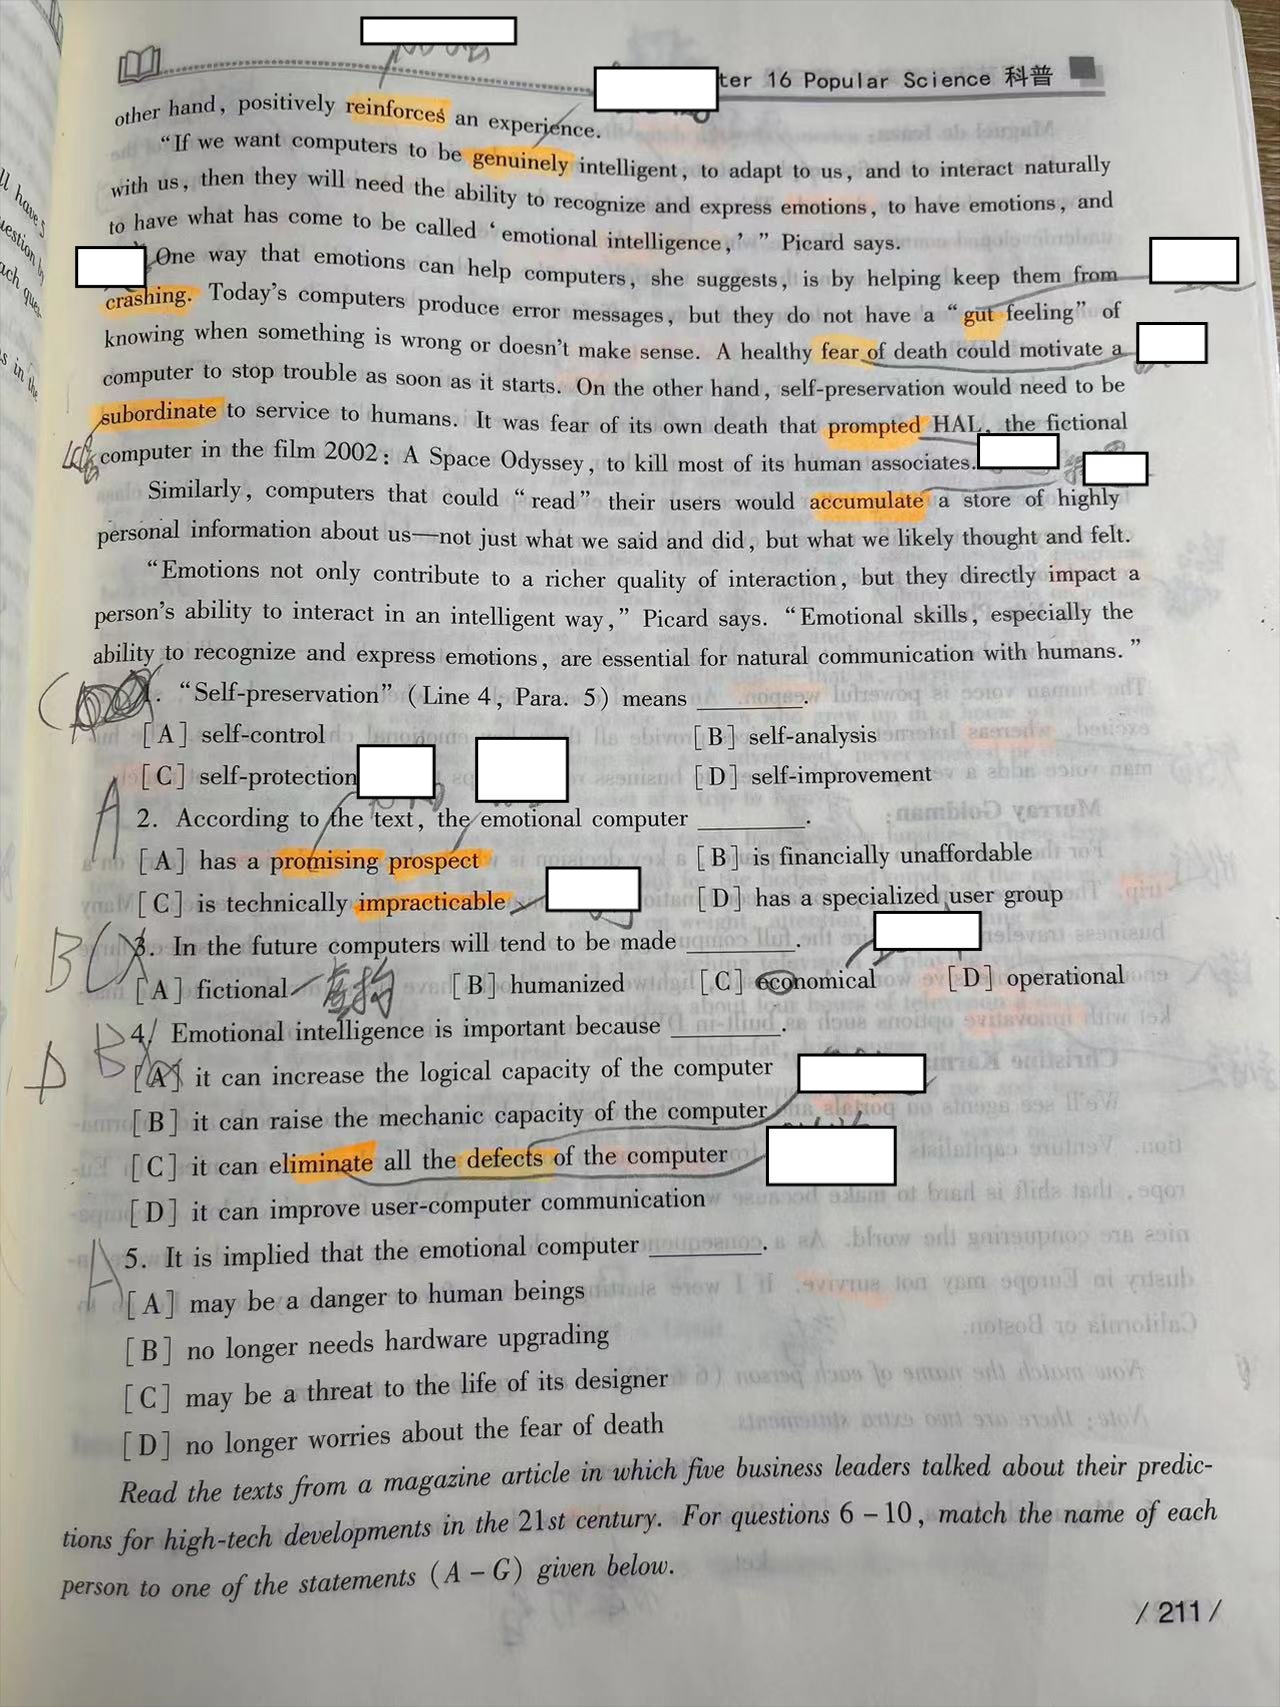 ter 16 Popular Science 科普
other hand, positively reinforces an experience.
“If we want computers to be genuinely intelligent, to adapt to us, and to interact naturally
with us, then they will need the ability to recognize and express emotions, to have emotions, and
to have what has come to be called ‘emotional intelligence,’” Picard says.
One way that emotions can help computers, she suggests, is by helping keep them from
crashing. Today’s computers produce error messages, but they do not have a “gut feeling” of
knowing when something is wrong or doesn’t make sense. A healthy fear of death could motivate a
computer to stop trouble as soon as it starts. On the other hand, self-preservation would need to be
subordinate to service to humans. It was fear of its own death that prompted HAL, the fictional
computer in the film 2002: A Space Odyssey, to kill most of its human associates.
Similarly, computers that could “read” their users would accumulate a store of highly
personal information about us—not just what we said and did, but what we likely thought and felt.
“Emotions not only contribute to a richer quality of interaction, but they directly impact a
person’s ability to interact in an intelligent way,” Picard says. “Emotional skills, especially the
ability to recognize and express emotions, are essential for natural communication with humans.”
C 1. “Self-preservation” (Line 4, Para. 5) means ________.
[A] self-control [B] self-analysis
[C] self-protection [D] self-improvement
A 2. According to the text, the emotional computer ________.
[A] has a promising prospect [B] is financially unaffordable
[C] is technically impracticable [D] has a specialized user group
B C 3. In the future computers will tend to be made ________.
[A] fictional 虚构 [B] humanized [C] economical [D] operational
D B 4. Emotional intelligence is important because ________.
[A] it can increase the logical capacity of the computer
[B] it can raise the mechanic capacity of the computer
[C] it can eliminate all the defects of the computer
[D] it can improve user-computer communication
A 5. It is implied that the emotional computer ________.
[A] may be a danger to human beings
[B] no longer needs hardware upgrading
[C] may be a threat to the life of its designer
[D] no longer worries about the fear of death
Read the texts from a magazine article in which five business leaders talked about their predic-
tions for high-tech developments in the 21st century. For questions 6－10, match the name of each
person to one of the statements (A－G) given below.
/ 211 /